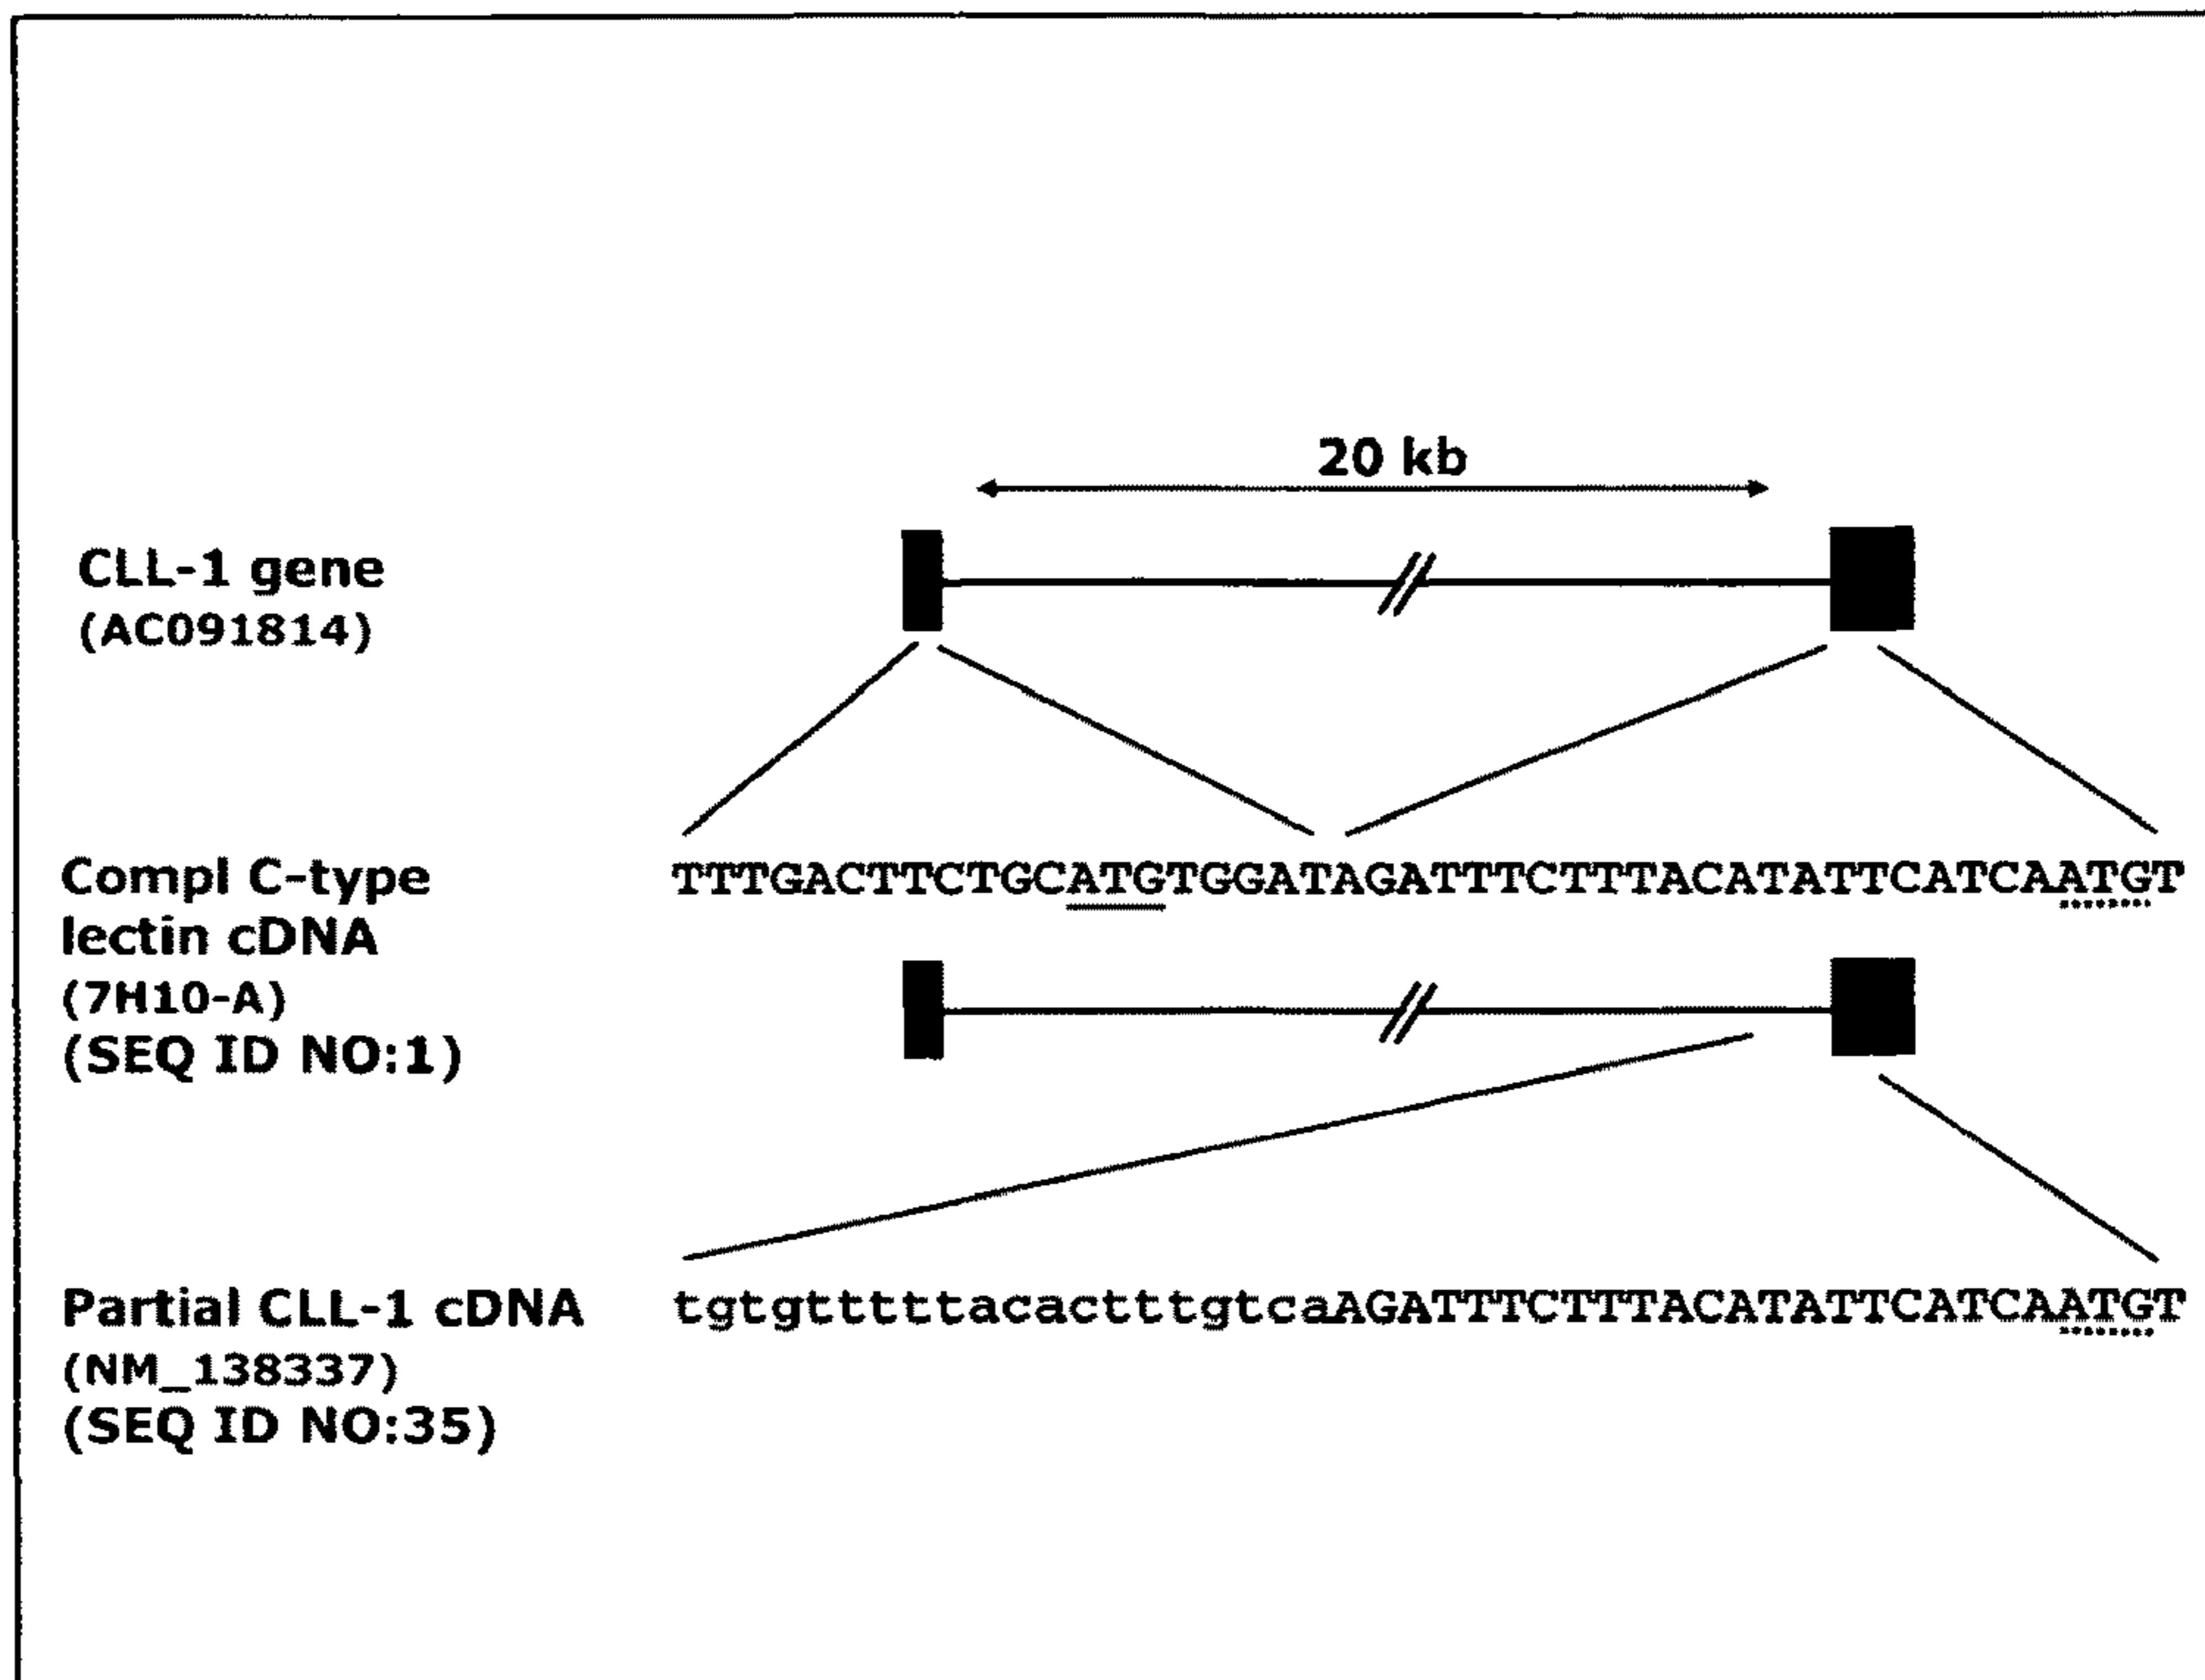 20 kb
CLL-1 gene
(AC091814)
Compl C-type
lectin cDNA
(7H10-A)
(SEQ ID NO:1)
TTTGACTTCTGCATGTGGATAGATTTCTTTACATATTCATCAATGT
Partial CLL-1 cDNA
(NM_138337)
(SEQ ID NO:35)
tgtgtttttacactttgtcaAGATTTCTTTACATATTCATCAATGT